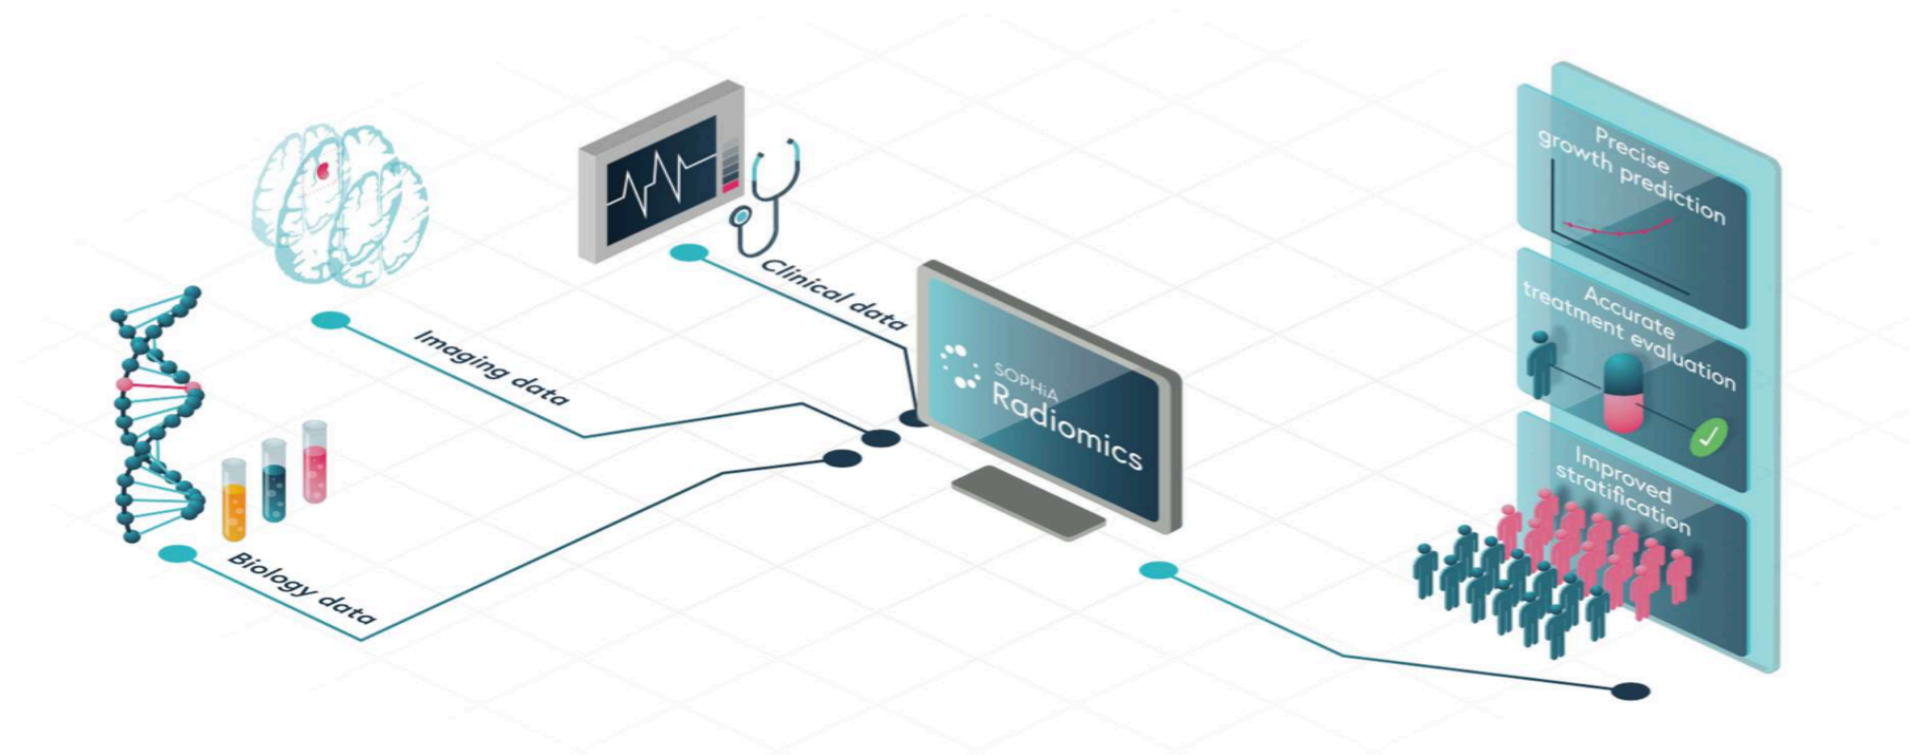 Clinical data
Imaging data
Biology data
SOPHiA
Radiomics
Precise
growth prediction
Accurate
treatment evaluation
Improved
stratification